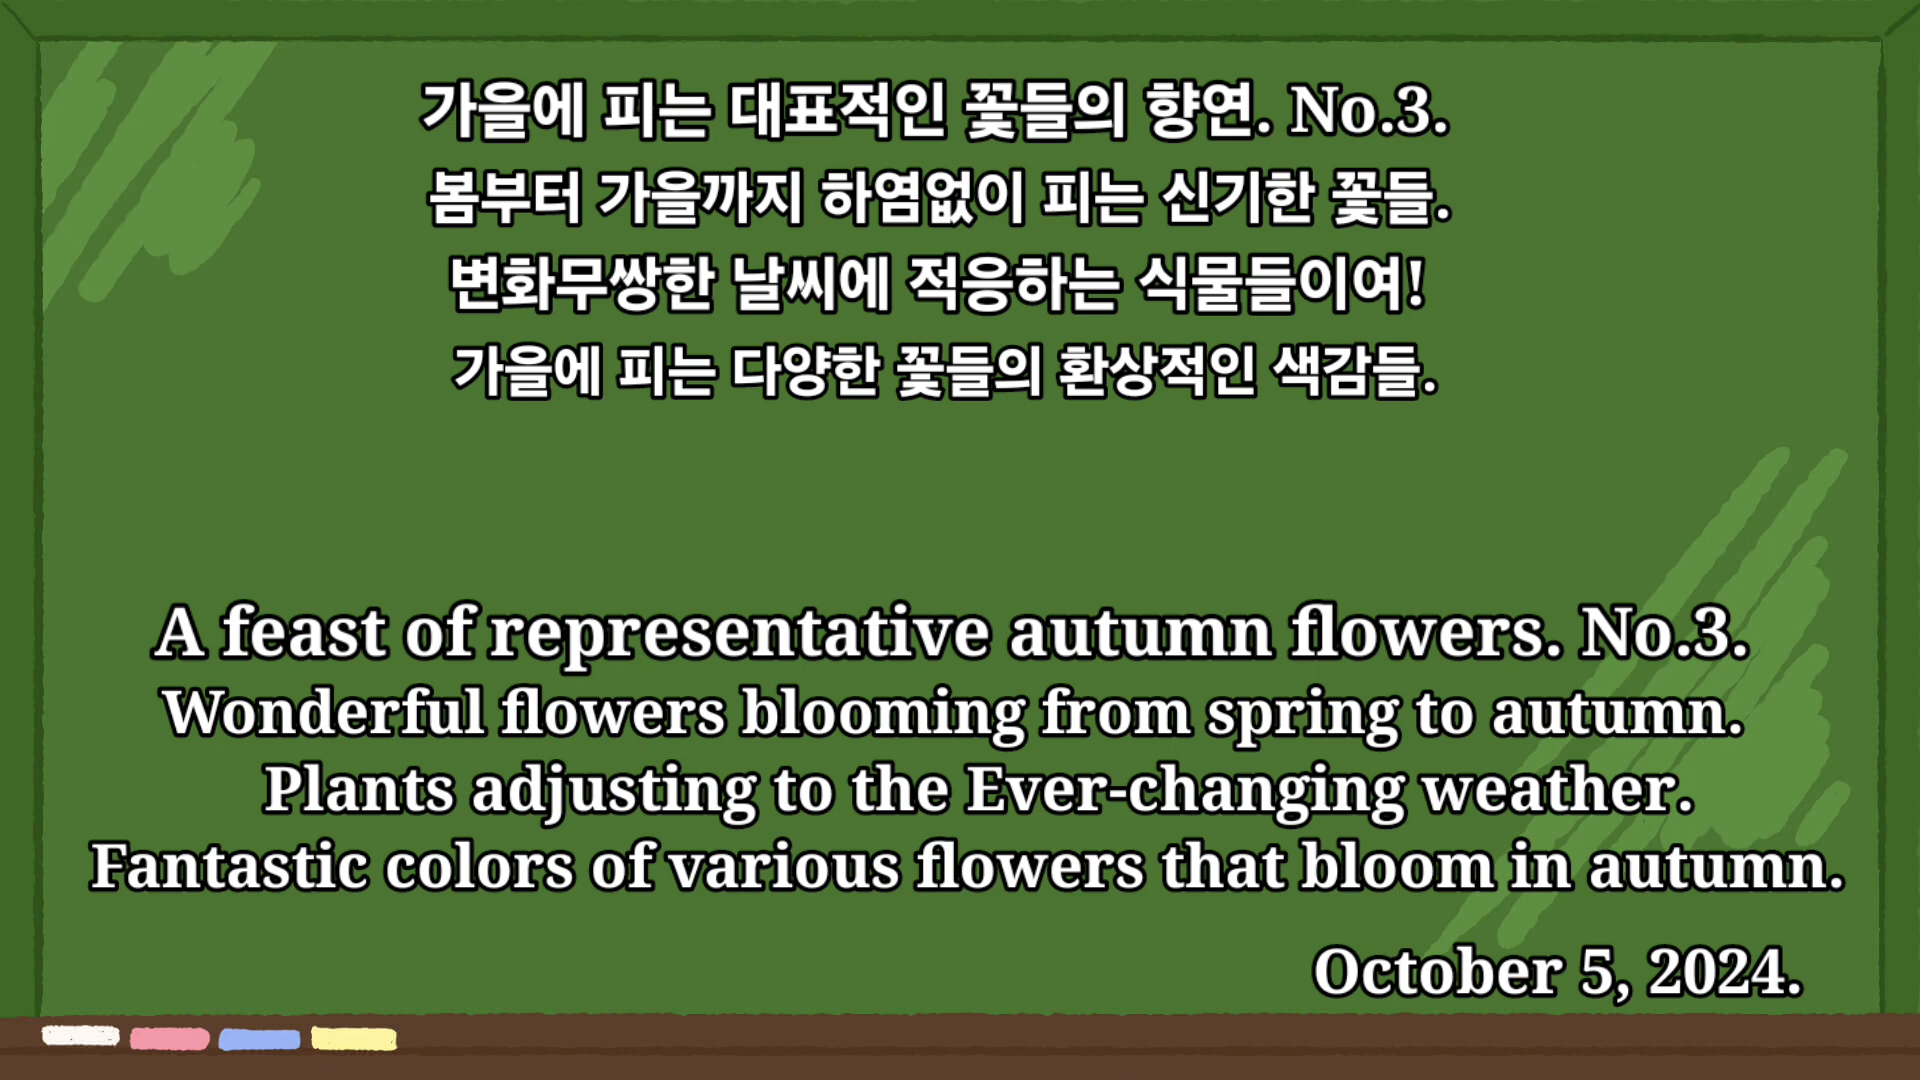 가을에 피는 대표적인 꽃들의 향연. No.3.
봄부터 가을까지 하염없이 피는 신기한 꽃들.
변화무쌍한 날씨에 적응하는 식물들이여!
가을에 피는 다양한 꽃들의 환상적인 색감들.
A feast of representative autumn flowers. No.3.
Wonderful flowers blooming from spring to autumn.
Plants adjusting to the Ever-changing weather.
Fantastic colors of various flowers that bloom in autumn.
October 5, 2024.